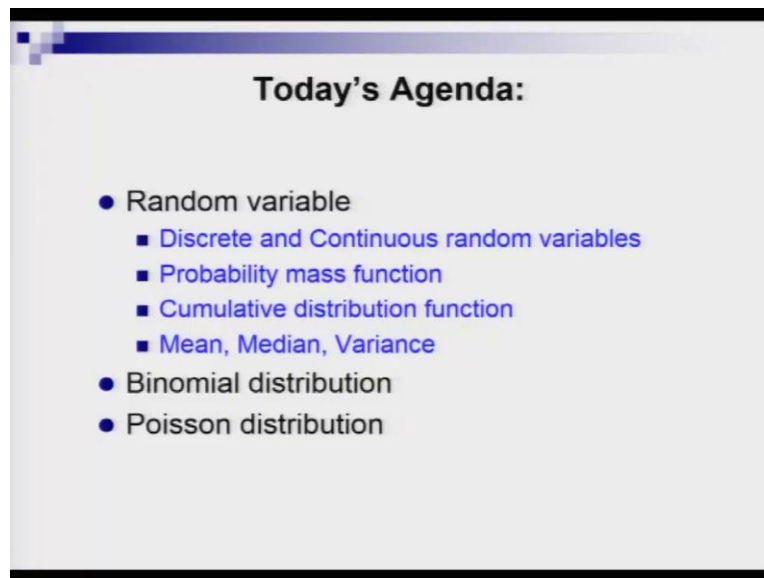 Today's Agenda:
Random variable
Discrete and Continuous random variables
Probability mass function
Cumulative distribution function
Mean, Median, Variance
Binomial distribution
Poisson distribution